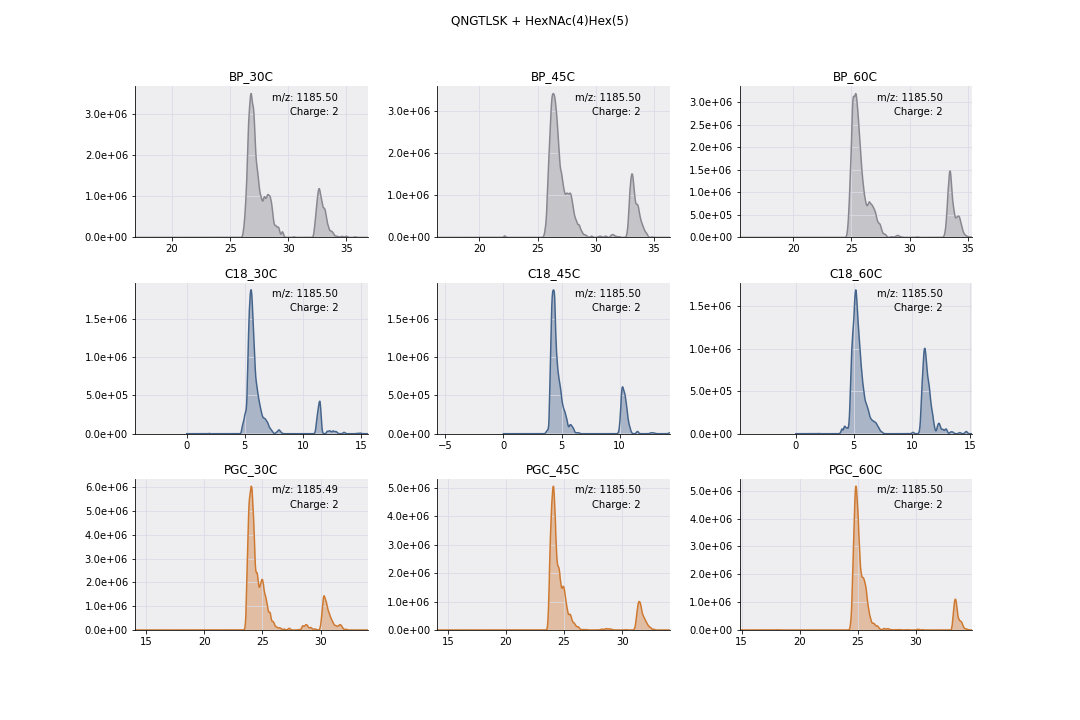 QNGTLSK + HexNAc(4)Hex(5)
BP_30C
m/z: 1185.50
Charge: 2
3.0e+06
2.0e+06
1.0e+06
0.0e+00
20 25 30 35
BP_45C
m/z: 1185.50
Charge: 2
3.0e+06
2.0e+06
1.0e+06
0.0e+00
20 25 30 35
BP_60C
m/z: 1185.50
Charge: 2
3.0e+06
2.5e+06
2.0e+06
1.5e+06
1.0e+06
5.0e+05
0.0e+00
20 25 30 35
C18_30C
m/z: 1185.50
Charge: 2
1.5e+06
1.0e+06
5.0e+05
0.0e+00
0 5 10 15
C18_45C
m/z: 1185.50
Charge: 2
1.5e+06
1.0e+06
5.0e+05
0.0e+00
−5 0 5 10
C18_60C
m/z: 1185.50
Charge: 2
1.5e+06
1.0e+06
5.0e+05
0.0e+00
0 5 10 15
PGC_30C
m/z: 1185.49
Charge: 2
6.0e+06
5.0e+06
4.0e+06
3.0e+06
2.0e+06
1.0e+06
0.0e+00
15 20 25 30
PGC_45C
m/z: 1185.50
Charge: 2
5.0e+06
4.0e+06
3.0e+06
2.0e+06
1.0e+06
0.0e+00
15 20 25 30
PGC_60C
m/z: 1185.50
Charge: 2
5.0e+06
4.0e+06
3.0e+06
2.0e+06
1.0e+06
0.0e+00
15 20 25 30